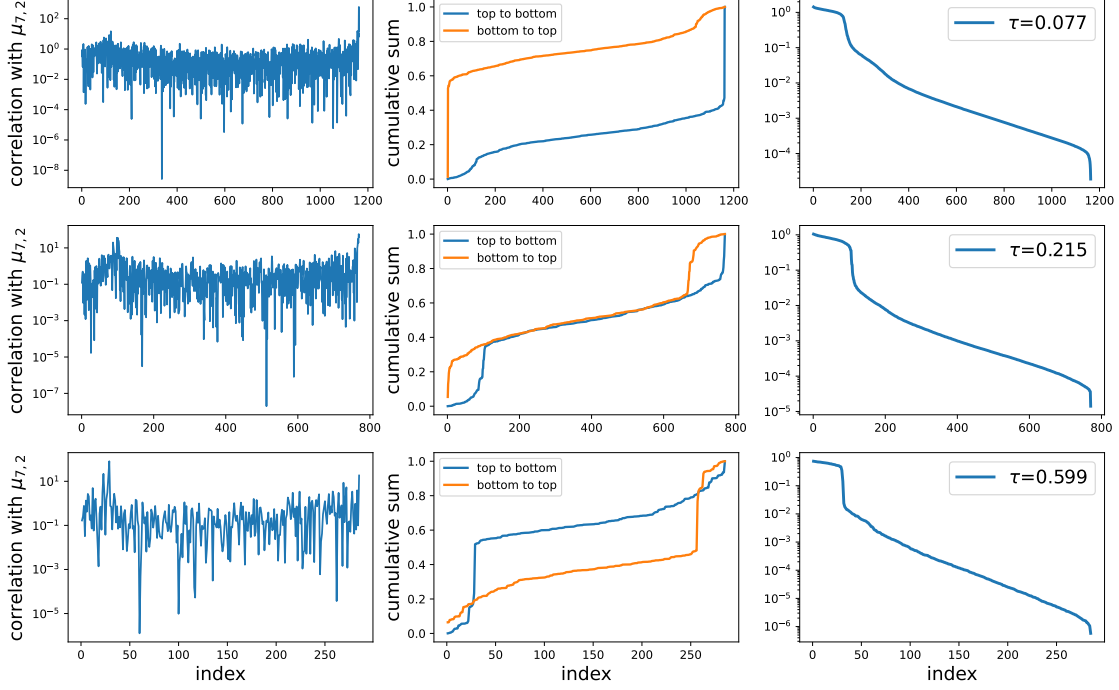 correlation with μ7,2
10^2
10^0
10^−2
10^−4
10^−6
10^−8
0 200 400 600 800 1000 1200
cumulative sum
1.0
0.8
0.6
0.4
0.2
0.0
top to bottom
bottom to top
0 200 400 600 800 1000 1200
10^0
10^−1
10^−2
10^−3
10^−4
τ=0.077
0 200 400 600 800 1000 1200
correlation with μ7,2
10^1
10^−1
10^−3
10^−5
10^−7
0 200 400 600 800
cumulative sum
1.0
0.8
0.6
0.4
0.2
0.0
top to bottom
bottom to top
0 200 400 600 800
10^0
10^−1
10^−2
10^−3
10^−4
10^−5
τ=0.215
0 200 400 600 800
correlation with μ7,2
10^1
10^−1
10^−3
10^−5
0 50 100 150 200 250
index
cumulative sum
1.0
0.8
0.6
0.4
0.2
0.0
top to bottom
bottom to top
0 50 100 150 200 250
index
10^0
10^−1
10^−2
10^−3
10^−4
10^−5
10^−6
τ=0.599
0 50 100 150 200 250
index